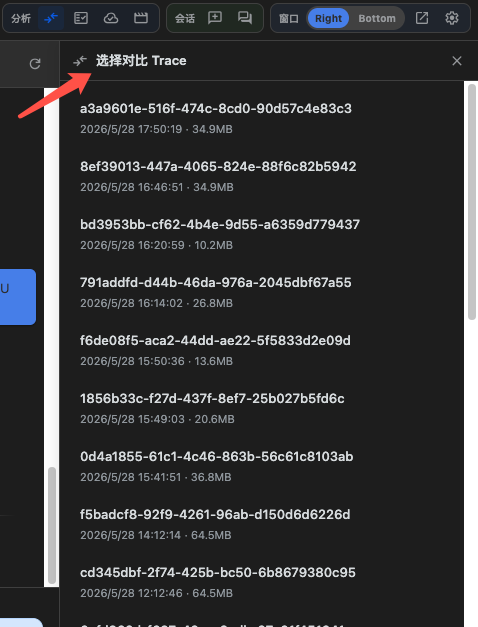 分析 会话 窗口 Right Bottom
选择对比 Trace
a3a9601e-516f-474c-8cd0-90d57c4e83c3
2026/5/28 17:50:19 · 34.9MB
8ef39013-447a-4065-824e-88f6c82b5942
2026/5/28 16:46:51 · 34.9MB
bd3953bb-cf62-4b4e-9d55-a6359d779437
2026/5/28 16:20:59 · 10.2MB
U
791addfd-d44b-46da-976a-2045dbf67a55
2026/5/28 16:14:02 · 26.8MB
f6de08f5-aca2-44dd-ae22-5f5833d2e09d
2026/5/28 15:50:36 · 13.6MB
1856b33c-f27d-437f-8ef7-25b027b5fd6c
2026/5/28 15:49:03 · 20.6MB
0d4a1855-61c1-4c46-863b-56c61c8103ab
2026/5/28 15:41:51 · 36.8MB
f5badcf8-92f9-4261-96ab-d150d6d6226d
2026/5/28 14:12:14 · 64.5MB
cd345dbf-2f74-425b-bc50-6b8679380c95
2026/5/28 12:12:46 · 64.5MB